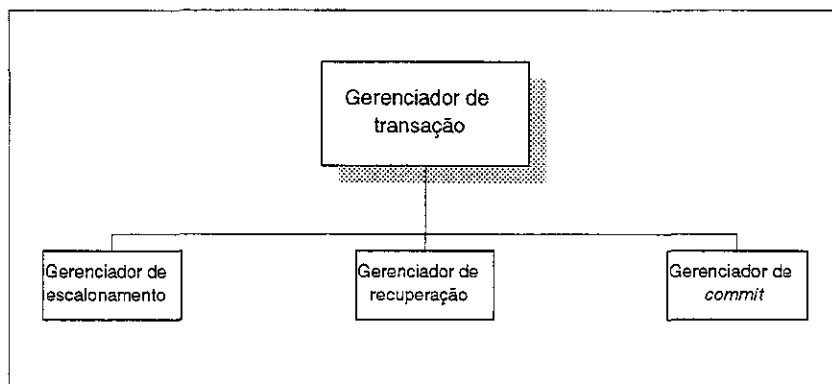 Gerenciador de
transação
Gerenciador de
escalonamento
Gerenciador de
recuperação
Gerenciador de
commit